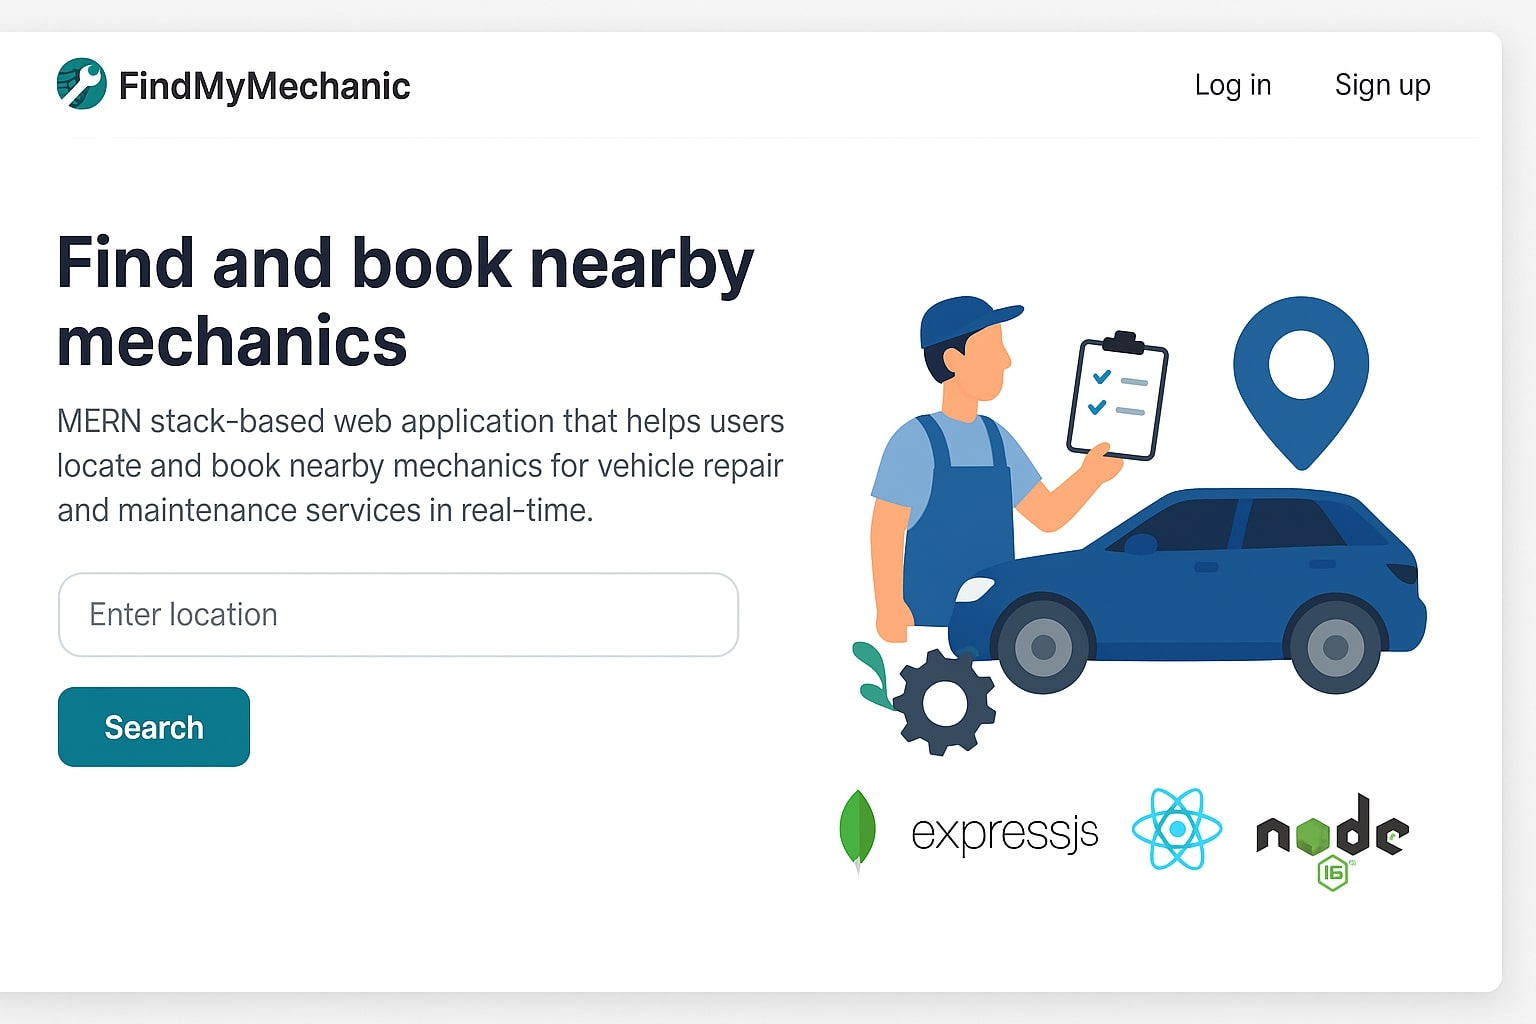 FindMyMechanic
Log in
Sign up
Find and book nearby
mechanics
MERN stack-based web application that helps users
locate and book nearby mechanics for vehicle repair
and maintenance services in real-time.
Enter location
Search
expressjs
node
16